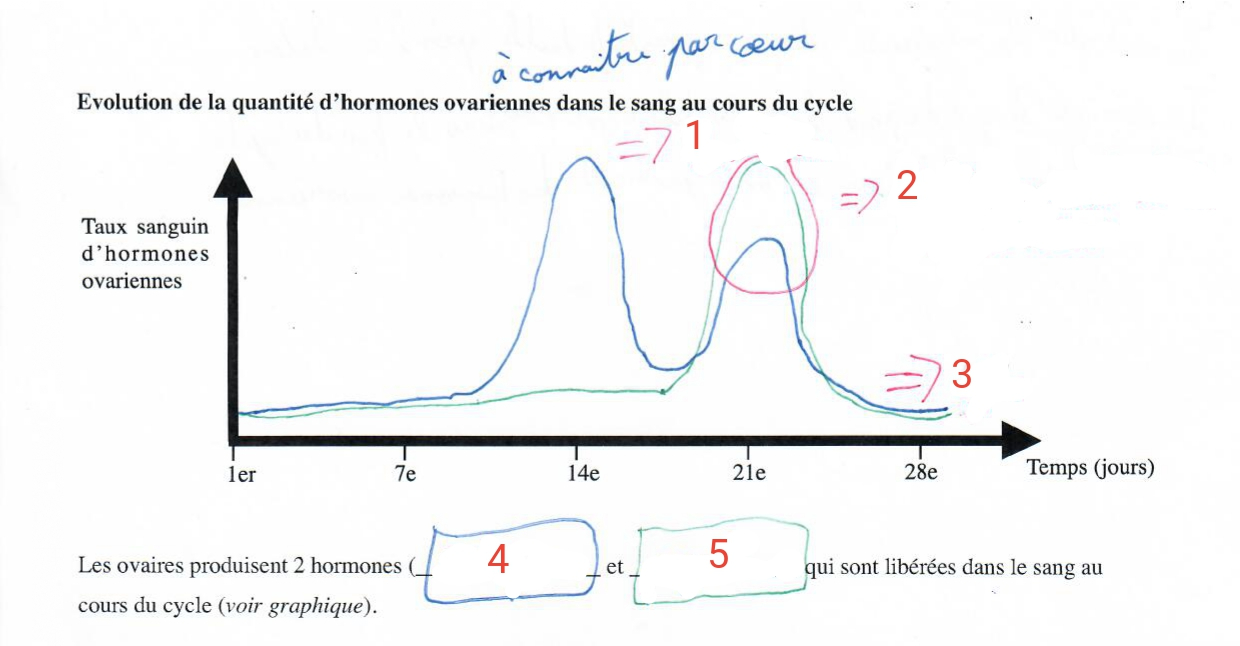 à connaitre par cœur
Evolution de la quantité d'hormones ovariennes dans le sang au cours du cycle
=> 1
=> 2
Taux sanguin
d'hormones
ovariennes
=> 3
1er 7e 14e 21e 28e Temps (jours)
Les ovaires produisent 2 hormones (_ 4 _ et _ 5 qui sont libérées dans le sang au
cours du cycle (voir graphique).